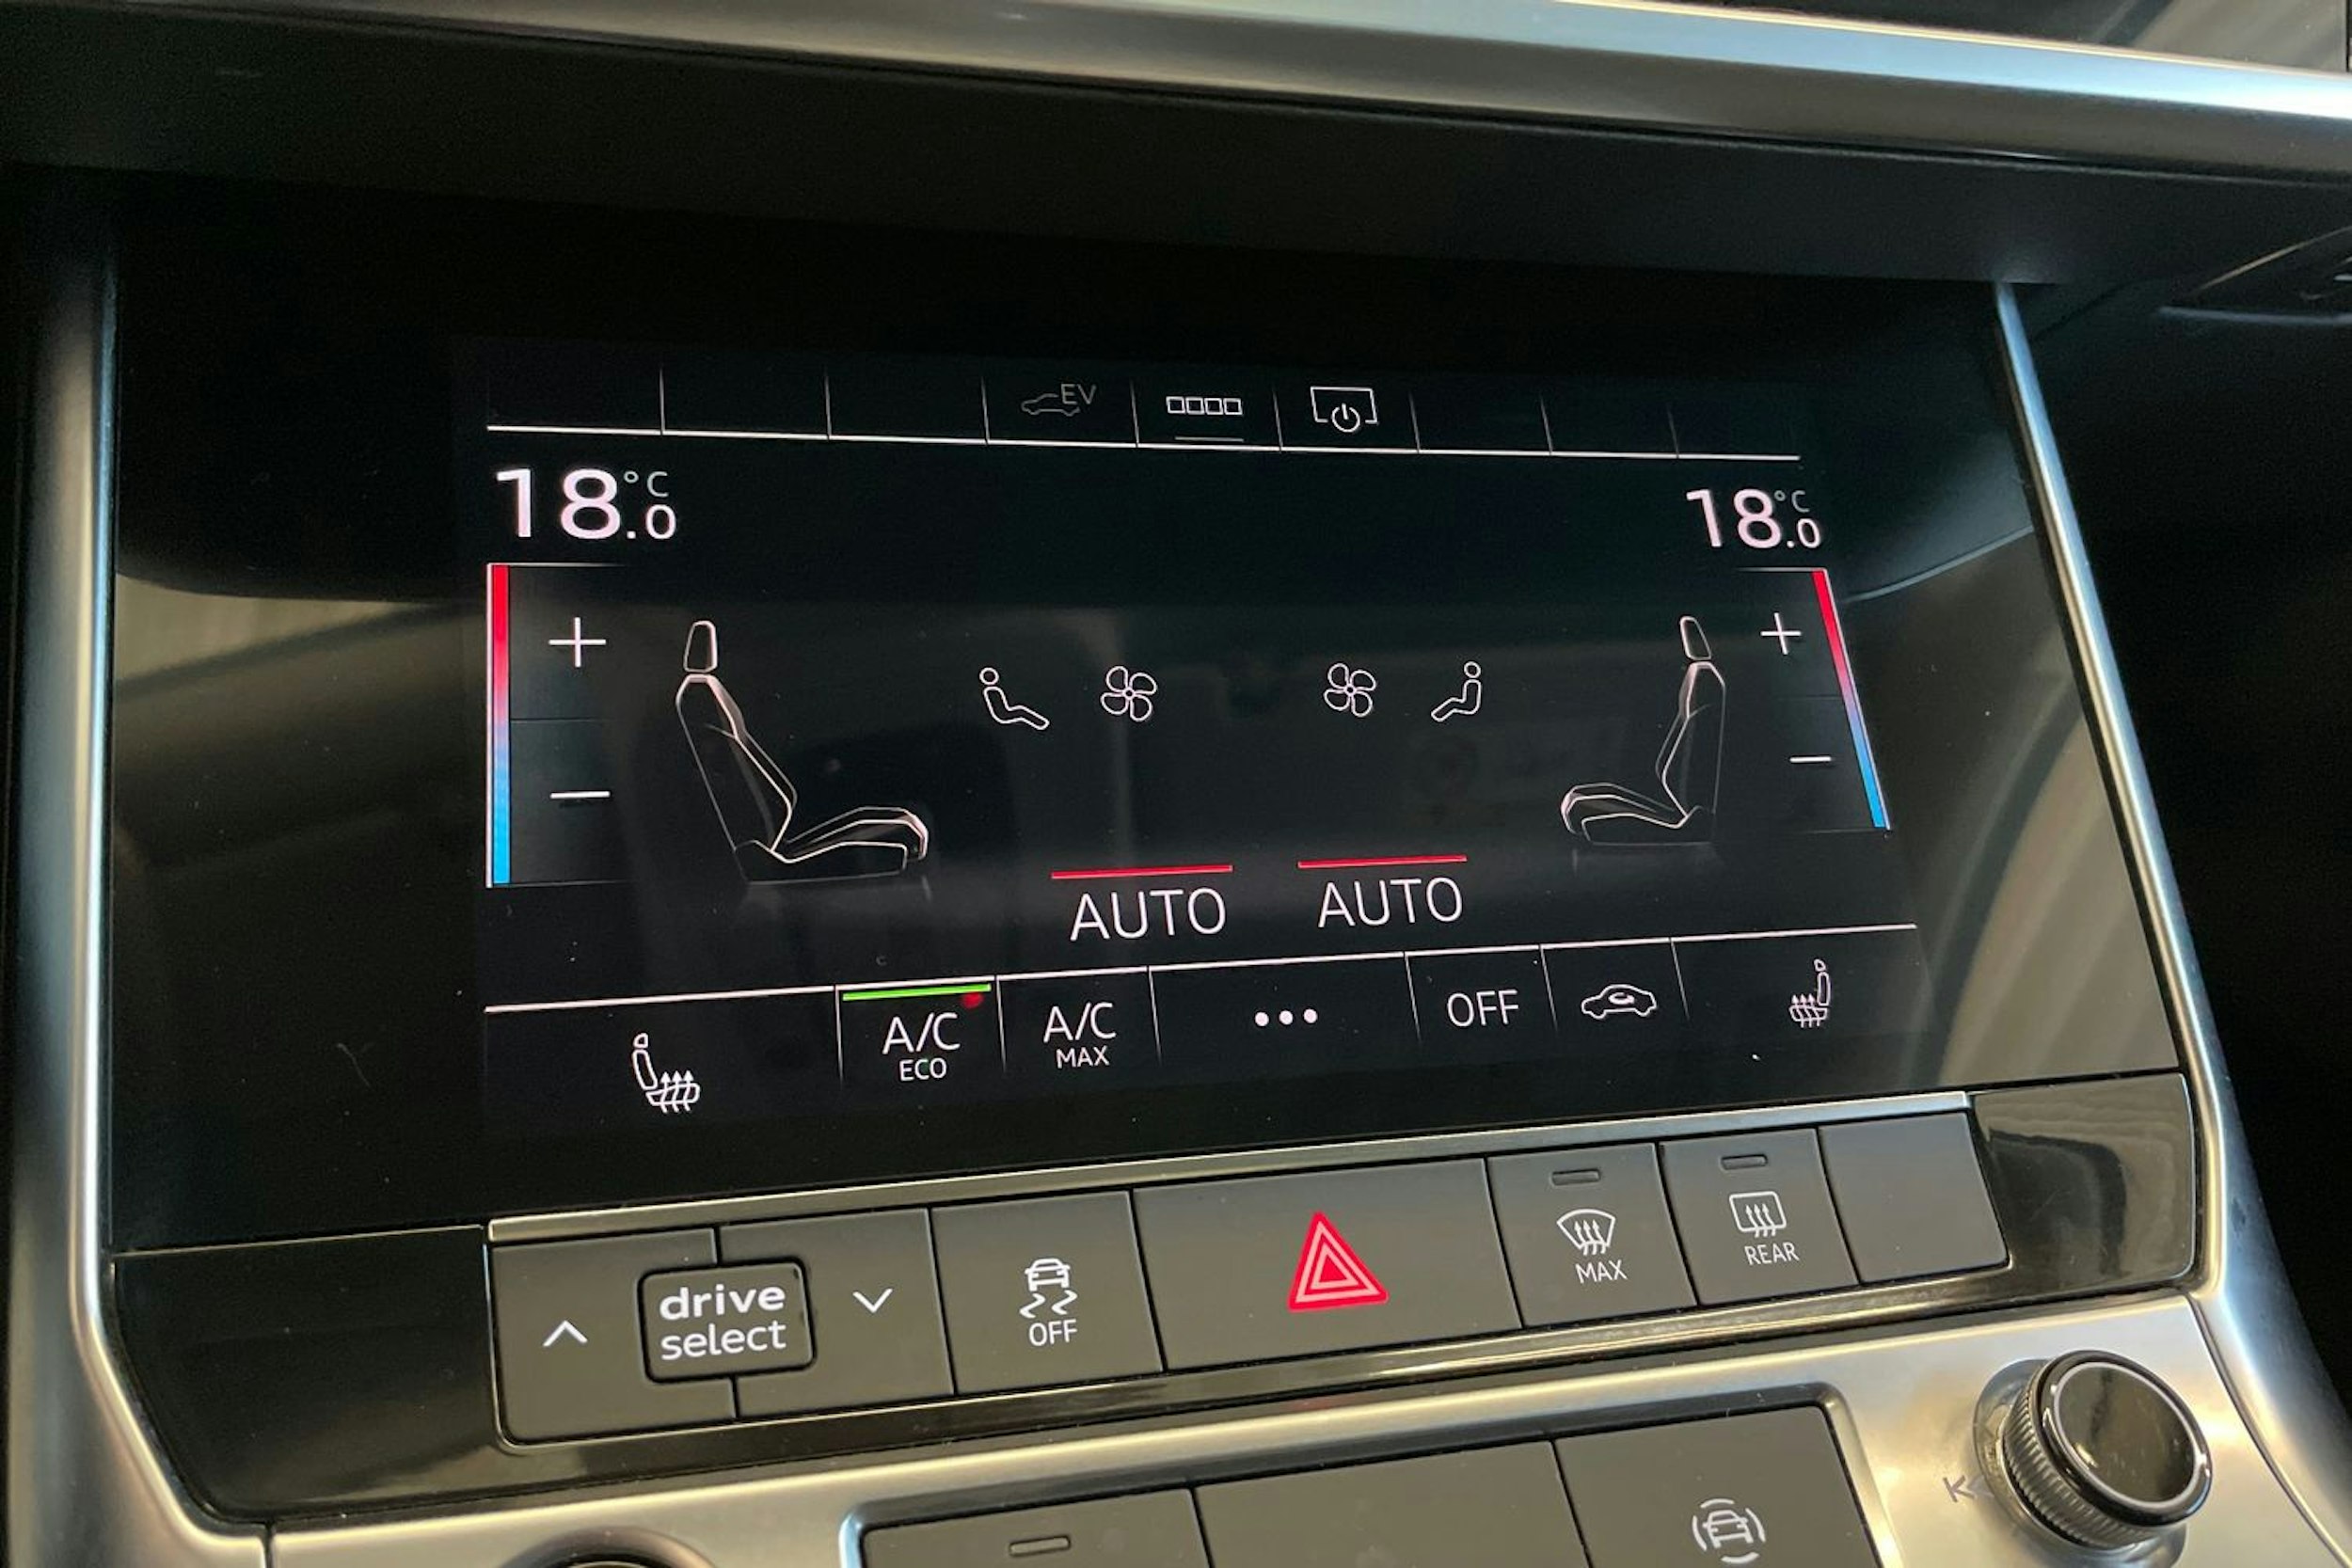 EV
18.0 °C
18.0 °C
AUTO
AUTO
A/C
ECO
A/C
MAX
OFF
drive
select
OFF
MAX
REAR